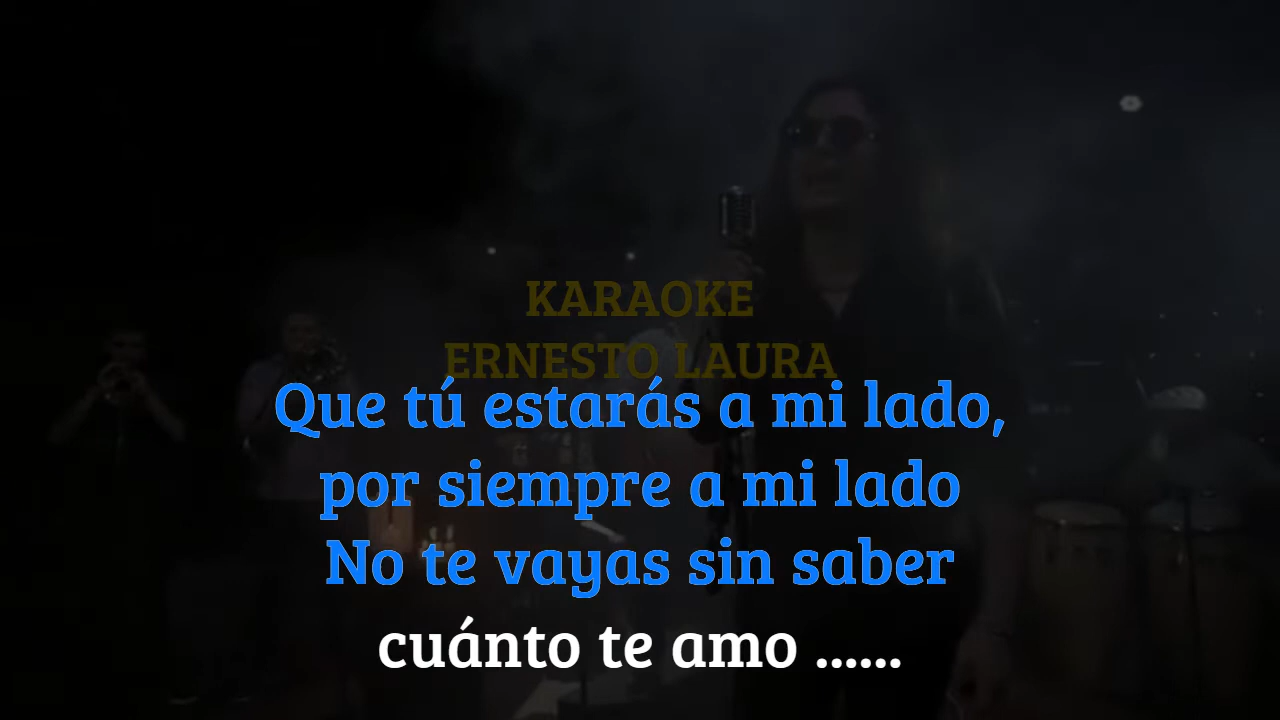 KARAOKE
ERNESTO LAURA
Que tú estarás a mi lado,
por siempre a mi lado
No te vayas sin saber
cuánto te amo ......